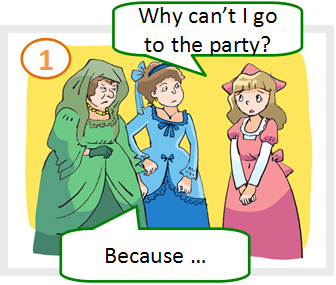 Why can't I go
to the party?
1
Because ...